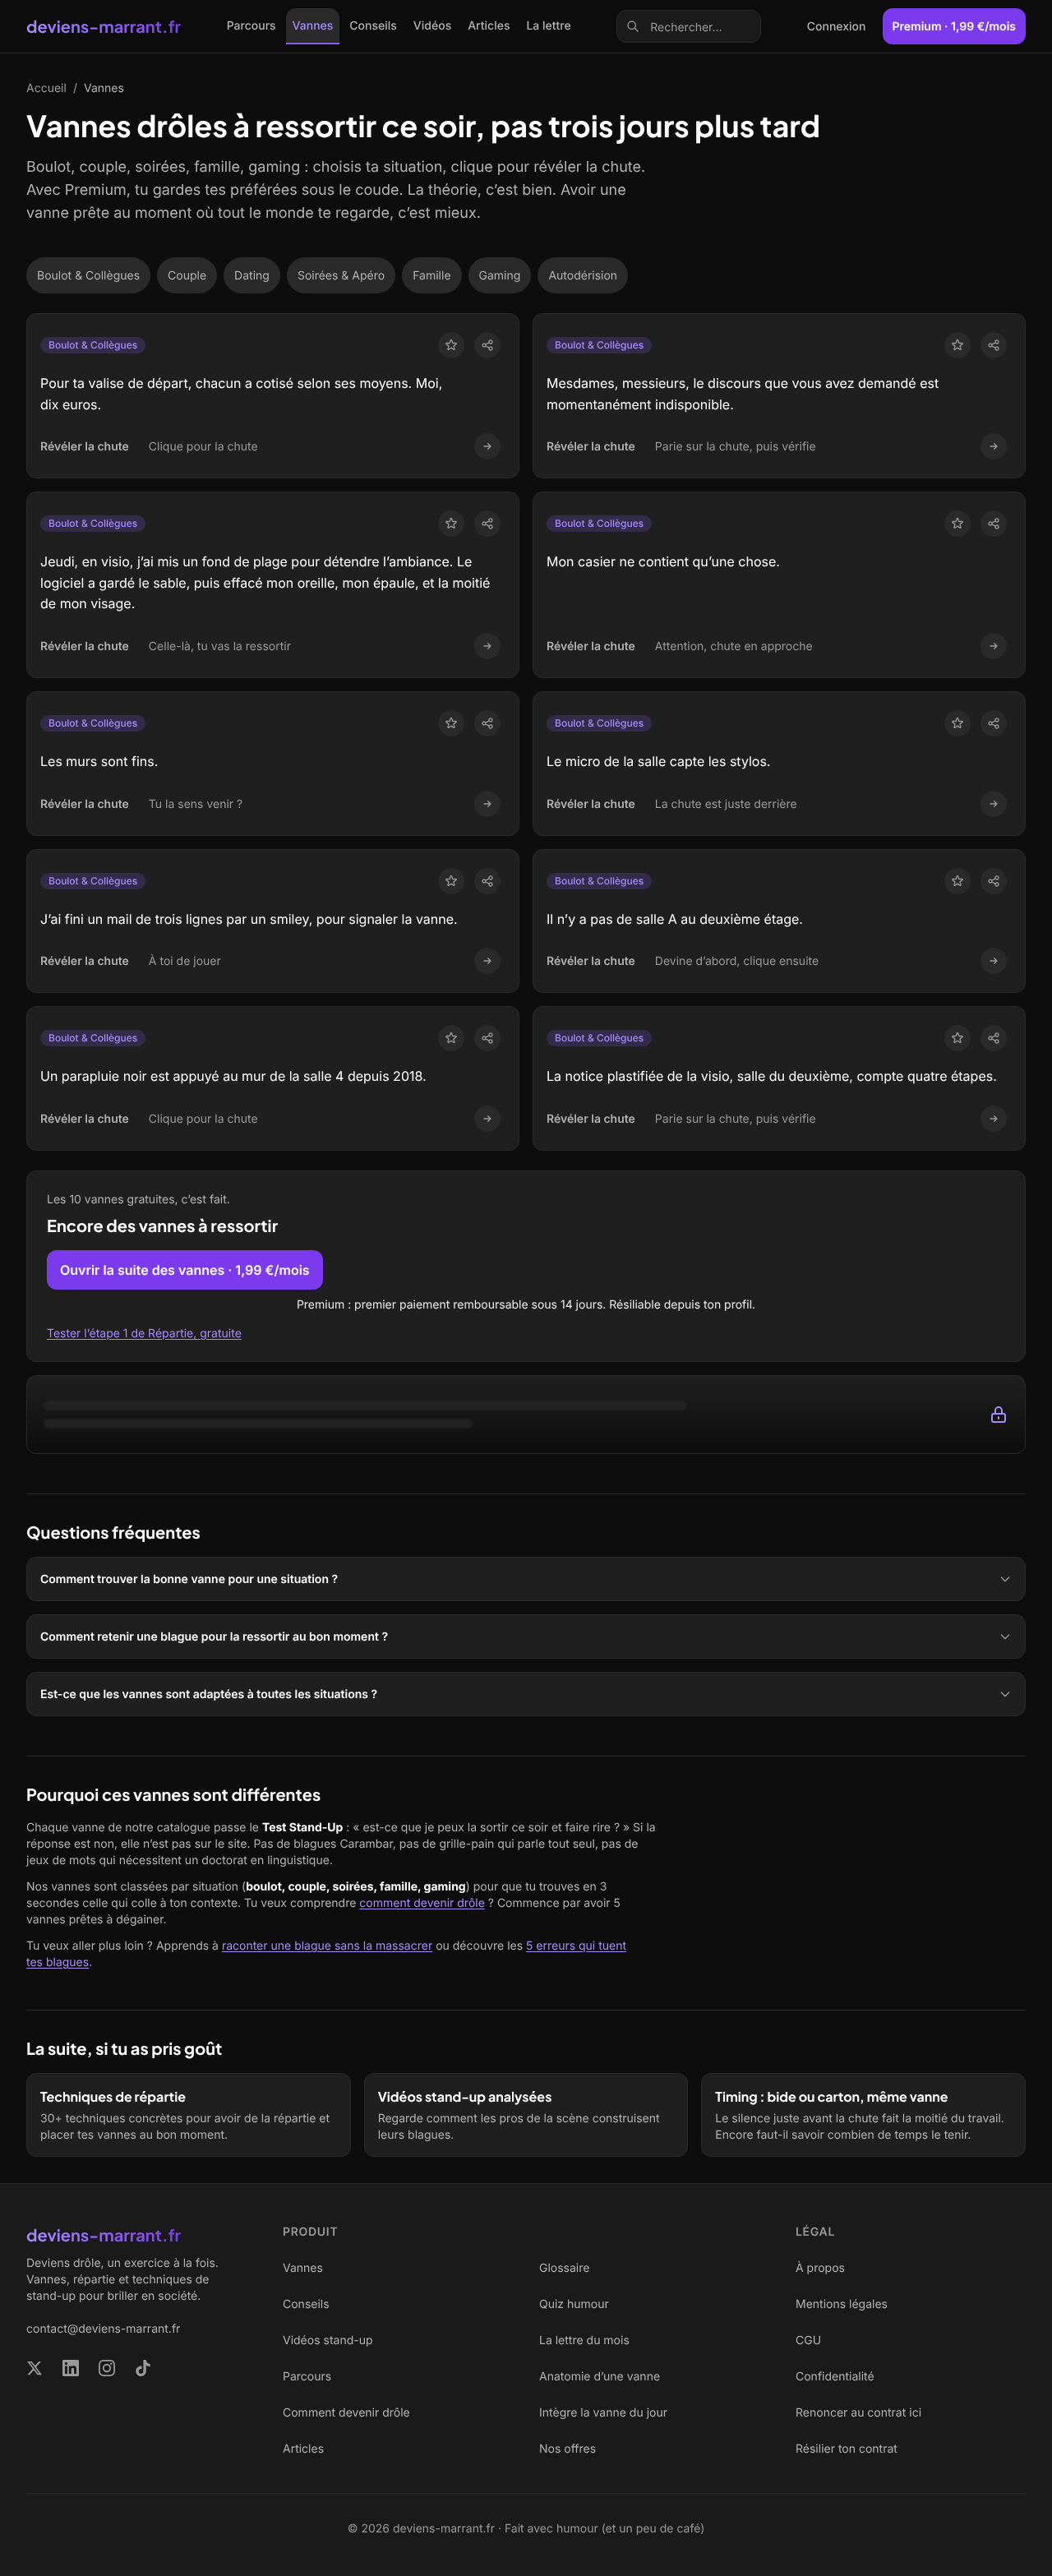 deviens-marrant.fr
Parcours
Vannes
Conseils
Vidéos
Articles
La lettre
Rechercher...
Connexion
Premium · 1,99 €/mois
Accueil / Vannes
Vannes drôles à ressortir ce soir, pas trois jours plus tard
Boulot, couple, soirées, famille, gaming : choisis ta situation, clique pour révéler la chute.
Avec Premium, tu gardes tes préférées sous le coude. La théorie, c’est bien. Avoir une
vanne prête au moment où tout le monde te regarde, c’est mieux.
Boulot & Collègues
Couple
Dating
Soirées & Apéro
Famille
Gaming
Autodérision
Boulot & Collègues
Pour ta valise de départ, chacun a cotisé selon ses moyens. Moi,
dix euros.
Révéler la chute Clique pour la chute
Boulot & Collègues
Mesdames, messieurs, le discours que vous avez demandé est
momentanément indisponible.
Révéler la chute Parie sur la chute, puis vérifie
Boulot & Collègues
Jeudi, en visio, j’ai mis un fond de plage pour détendre l’ambiance. Le
logiciel a gardé le sable, puis effacé mon oreille, mon épaule, et la moitié
de mon visage.
Révéler la chute Celle-là, tu vas la ressortir
Boulot & Collègues
Mon casier ne contient qu’une chose.
Révéler la chute Attention, chute en approche
Boulot & Collègues
Les murs sont fins.
Révéler la chute Tu la sens venir ?
Boulot & Collègues
Le micro de la salle capte les stylos.
Révéler la chute La chute est juste derrière
Boulot & Collègues
J’ai fini un mail de trois lignes par un smiley, pour signaler la vanne.
Révéler la chute À toi de jouer
Boulot & Collègues
Il n’y a pas de salle A au deuxième étage.
Révéler la chute Devine d’abord, clique ensuite
Boulot & Collègues
Un parapluie noir est appuyé au mur de la salle 4 depuis 2018.
Révéler la chute Clique pour la chute
Boulot & Collègues
La notice plastifiée de la visio, salle du deuxième, compte quatre étapes.
Révéler la chute Parie sur la chute, puis vérifie
Les 10 vannes gratuites, c’est fait.
Encore des vannes à ressortir
Ouvrir la suite des vannes · 1,99 €/mois
Premium : premier paiement remboursable sous 14 jours. Résiliable depuis ton profil.
Tester l’étape 1 de Répartie, gratuite
Questions fréquentes
Comment trouver la bonne vanne pour une situation ?
Comment retenir une blague pour la ressortir au bon moment ?
Est-ce que les vannes sont adaptées à toutes les situations ?
Pourquoi ces vannes sont différentes
Chaque vanne de notre catalogue passe le Test Stand-Up : « est-ce que je peux la sortir ce soir et faire rire ? » Si la
réponse est non, elle n’est pas sur le site. Pas de blagues Carambar, pas de grille-pain qui parle tout seul, pas de
jeux de mots qui nécessitent un doctorat en linguistique.
Nos vannes sont classées par situation (boulot, couple, soirées, famille, gaming) pour que tu trouves en 3
secondes celle qui colle à ton contexte. Tu veux comprendre comment devenir drôle ? Commence par avoir 5
vannes prêtes à dégainer.
Tu veux aller plus loin ? Apprends à raconter une blague sans la massacrer ou découvre les 5 erreurs qui tuent
tes blagues.
La suite, si tu as pris goût
Techniques de répartie
30+ techniques concrètes pour avoir de la répartie et
placer tes vannes au bon moment.
Vidéos stand-up analysées
Regarde comment les pros de la scène construisent
leurs blagues.
Timing : bide ou carton, même vanne
Le silence juste avant la chute fait la moitié du travail.
Encore faut-il savoir combien de temps le tenir.
deviens-marrant.fr
Deviens drôle, un exercice à la fois.
Vannes, répartie et techniques de
stand-up pour briller en société.
contact@deviens-marrant.fr
PRODUIT
Vannes
Conseils
Vidéos stand-up
Parcours
Comment devenir drôle
Articles
Glossaire
Quiz humour
La lettre du mois
Anatomie d’une vanne
Intègre la vanne du jour
Nos offres
LÉGAL
À propos
Mentions légales
CGU
Confidentialité
Renoncer au contrat ici
Résilier ton contrat
© 2026 deviens-marrant.fr · Fait avec humour (et un peu de café)